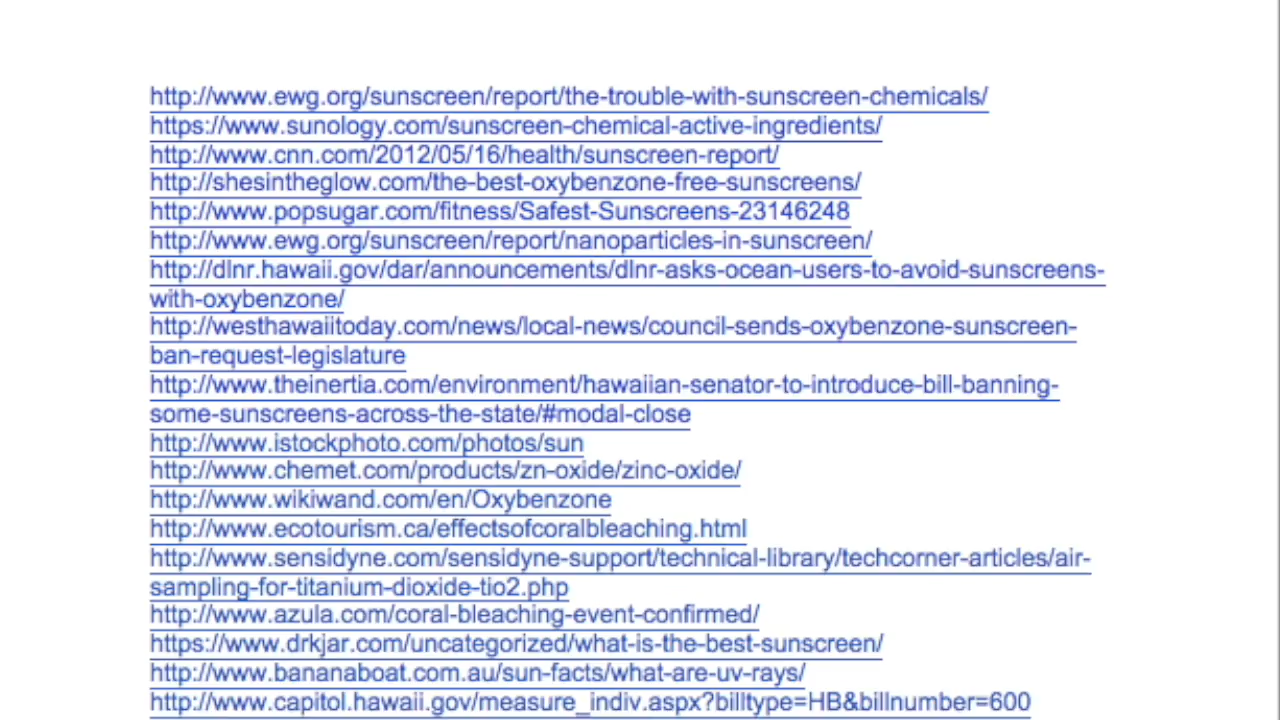 http://www.ewg.org/sunscreen/report/the-trouble-with-sunscreen-chemicals/
https://www.sunology.com/sunscreen-chemical-active-ingredients/
http://www.cnn.com/2012/05/16/health/sunscreen-report/
http://shesintheglow.com/the-best-oxybenzone-free-sunscreens/
http://www.popsugar.com/fitness/Safest-Sunscreens-23146248
http://www.ewg.org/sunscreen/report/nanoparticles-in-sunscreen/
http://dlnr.hawaii.gov/dar/announcements/dlnr-asks-ocean-users-to-avoid-sunscreens-
with-oxybenzone/
http://westhawaiitoday.com/news/local-news/council-sends-oxybenzone-sunscreen-
ban-request-legislature
http://www.theinertia.com/environment/hawaiian-senator-to-introduce-bill-banning-
some-sunscreens-across-the-state/#modal-close
http://www.istockphoto.com/photos/sun
http://www.chemet.com/products/zn-oxide/zinc-oxide/
http://www.wikiwand.com/en/Oxybenzone
http://www.ecotourism.ca/effectsofcoralbleaching.html
http://www.sensidyne.com/sensidyne-support/technical-library/techcorner-articles/air-
sampling-for-titanium-dioxide-tio2.php
http://www.azula.com/coral-bleaching-event-confirmed/
https://www.drkjar.com/uncategorized/what-is-the-best-sunscreen/
http://www.bananaboat.com.au/sun-facts/what-are-uv-rays/
http://www.capitol.hawaii.gov/measure_indiv.aspx?billtype=HB&billnumber=600